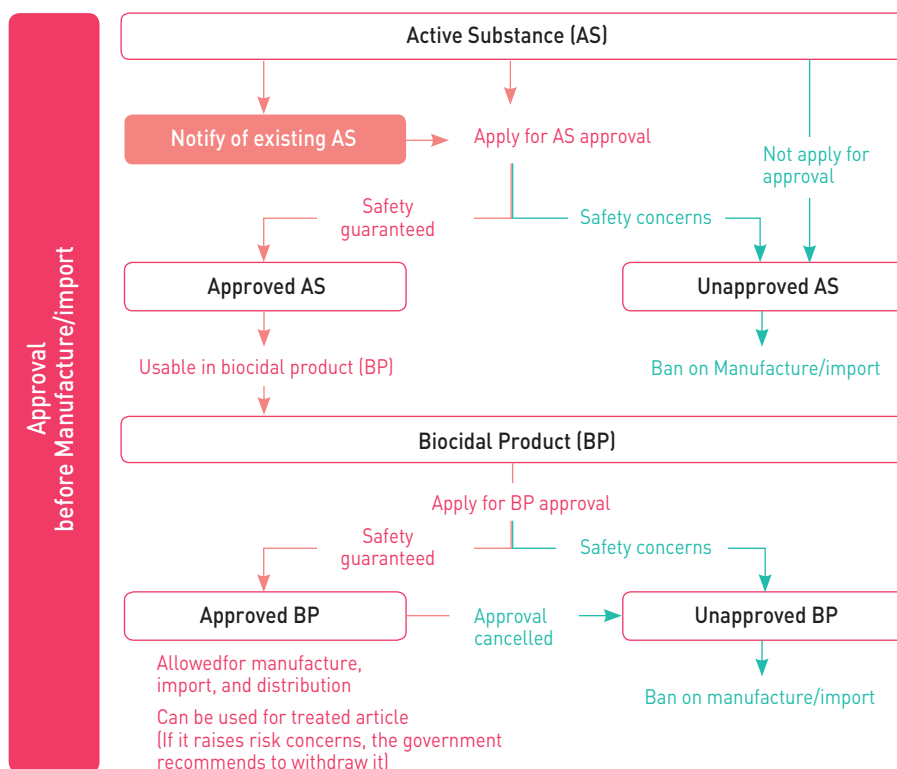 Approval
before Manufacture/import
Active Substance (AS)
Notify of existing AS
Apply for AS approval
Not apply for
approval
Safety
guaranteed
Safety concerns
Approved AS
Unapproved AS
Usable in biocidal product (BP)
Ban on Manufacture/import
Biocidal Product (BP)
Apply for BP approval
Safety
guaranteed
Safety concerns
Approved BP
Approval
cancelled
Unapproved BP
Allowedfor manufacture,
import, and distribution
Can be used for treated article
(If it raises risk concerns, the government
recommends to withdraw it)
Ban on manufacture/import